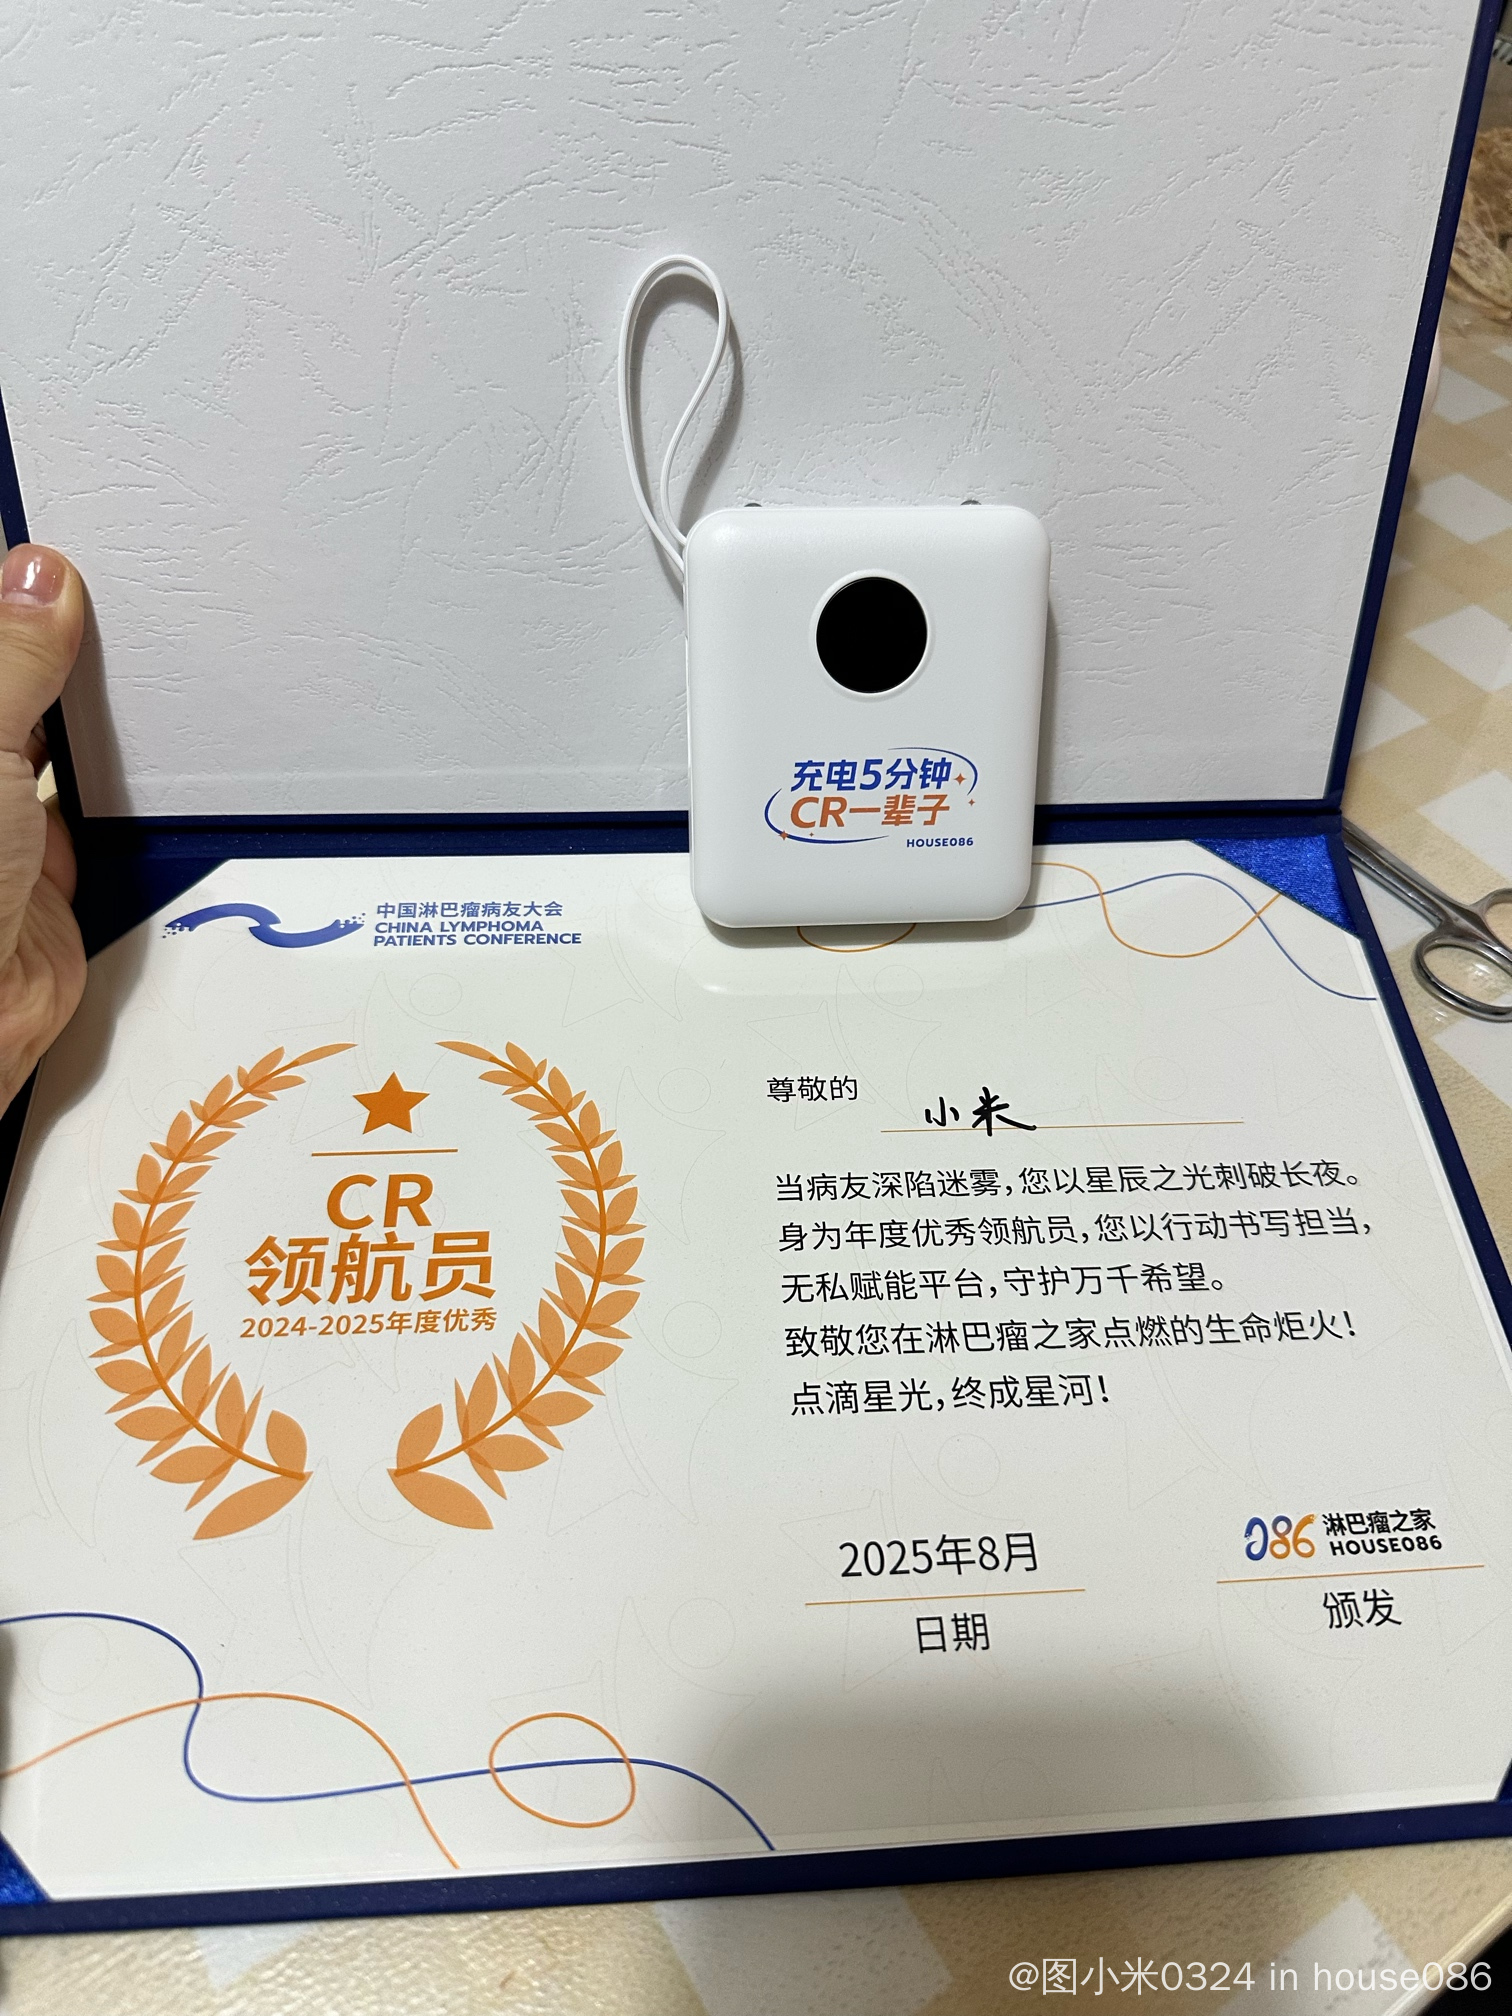 充电5分钟
CR一辈子
HOUSE086
中国淋巴瘤病友大会
CHINA LYMPHOMA
PATIENTS CONFERENCE
CR
领航员
2024-2025年度优秀
尊敬的 小米
当病友深陷迷雾，您以星辰之光刺破长夜。
身为年度优秀领航员，您以行动书写担当，
无私赋能平台，守护万千希望。
致敬您在淋巴瘤之家点燃的生命炬火！
点滴星光，终成星河！
2025年8月
日期
086 淋巴瘤之家
HOUSE086
颁发
@图小米0324 in house086